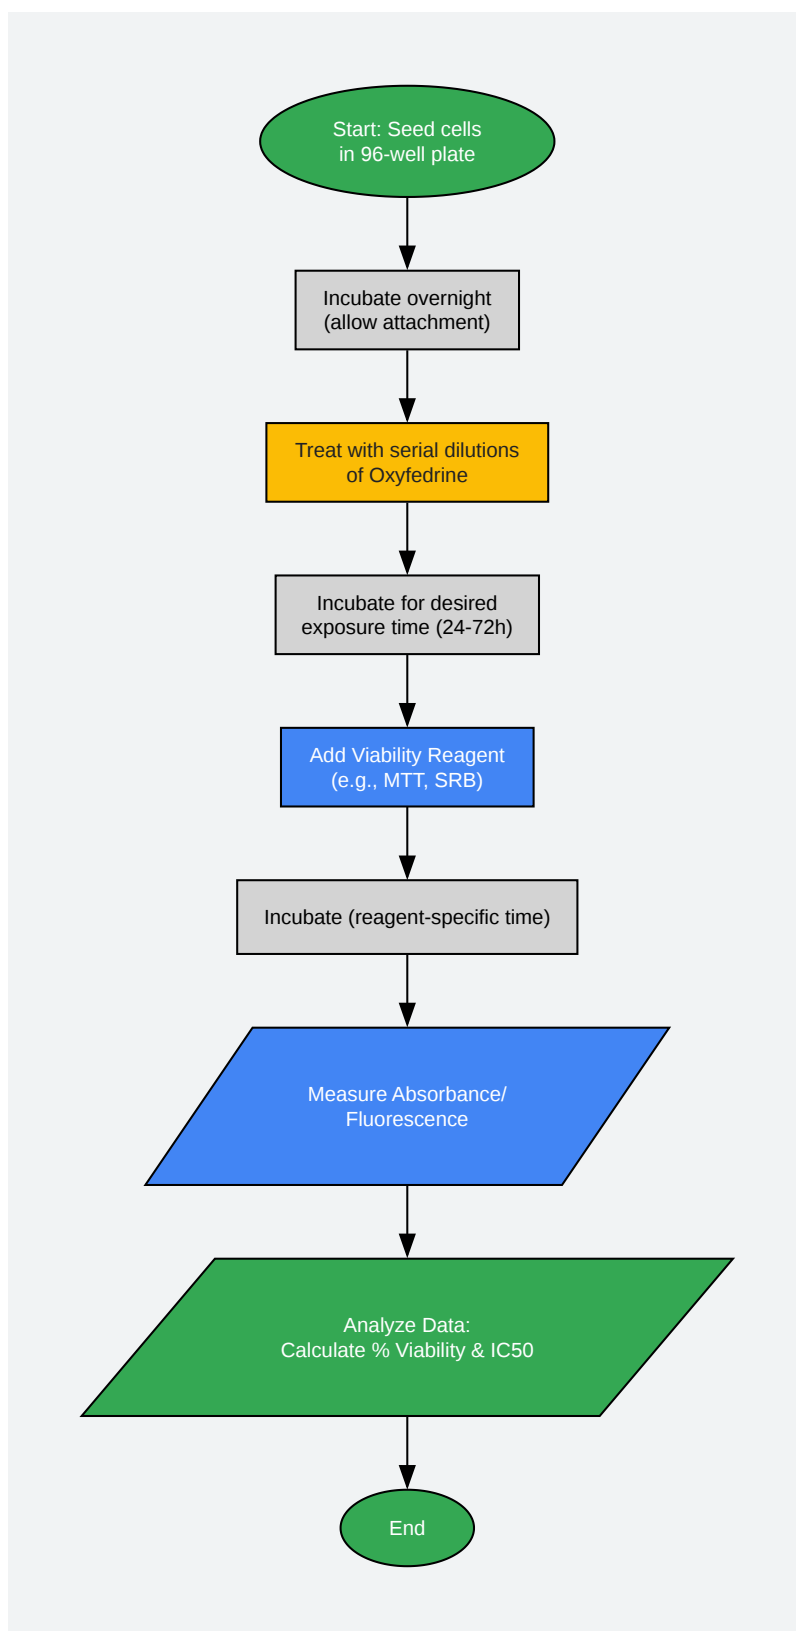 Start: Seed cells
in 96-well plate
Incubate overnight
(allow attachment)
Treat with serial dilutions
of Oxyfedrine
Incubate for desired
exposure time (24-72h)
Add Viability Reagent
(e.g., MTT, SRB)
Incubate (reagent-specific time)
Measure Absorbance/
Fluorescence
Analyze Data:
Calculate % Viability & IC50
End